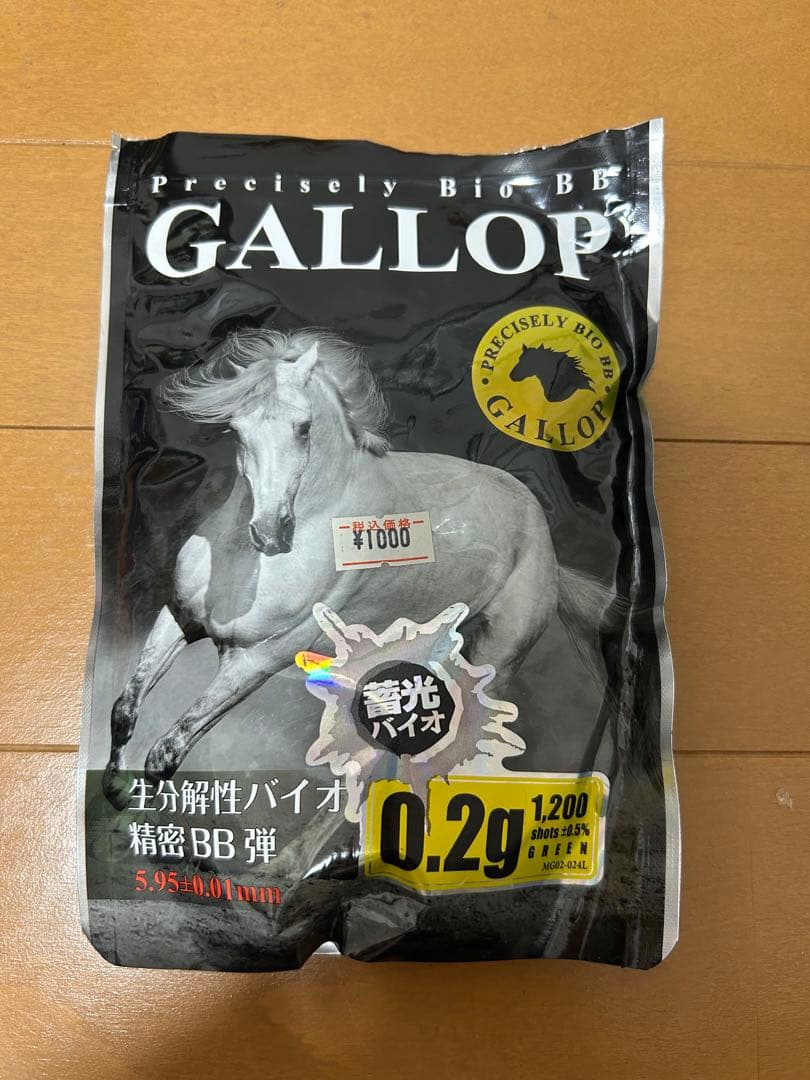 Precisely Bio BB
GALLOP
PRECISELY BIO BB
GALLOP
税込価格
¥1000
蓄光
バイオ
生分解性バイオ
精密BB弾
5.95±0.01mm
0.2g
1,200
shots ±0.5%
GREEN
MG02-024L